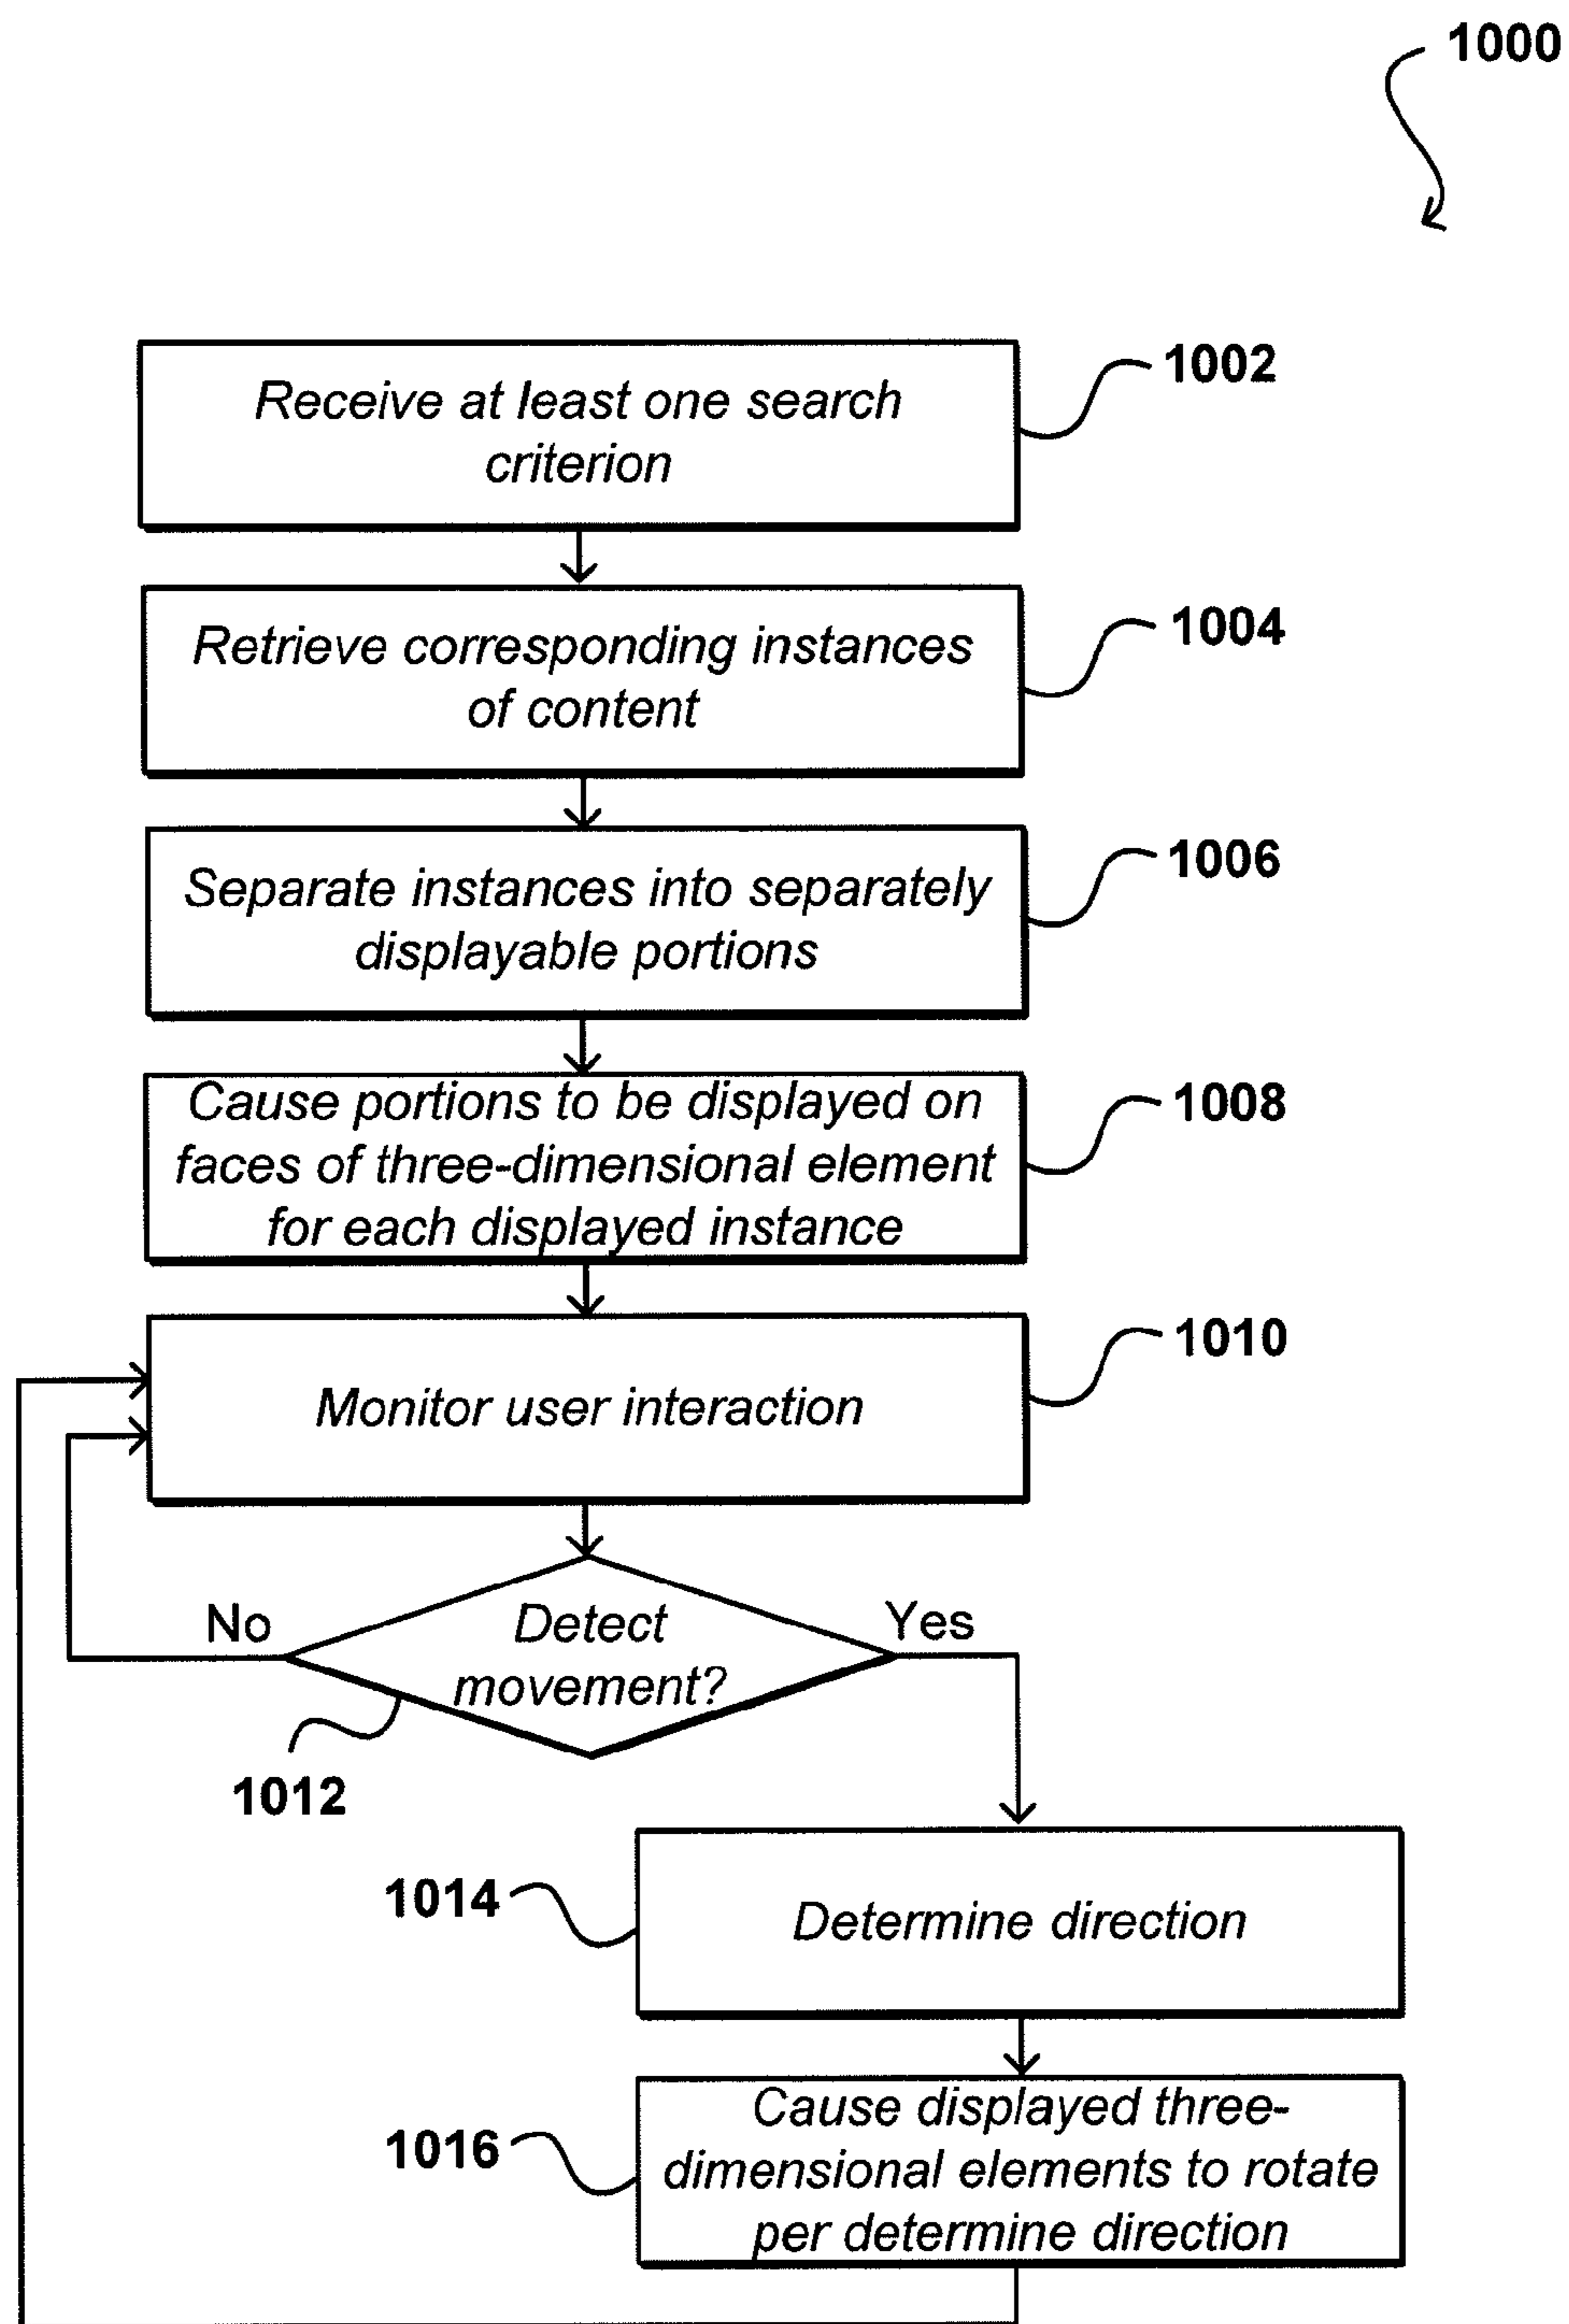 1000
Receive at least one search
criterion
1002
Retrieve corresponding instances
of content
1004
Separate instances into separately
displayable portions
1006
Cause portions to be displayed on
faces of three-dimensional element
for each displayed instance
1008
Monitor user interaction
1010
No
Detect
movement?
Yes
1012
1014
Determine direction
1016
Cause displayed three-
dimensional elements to rotate
per determine direction